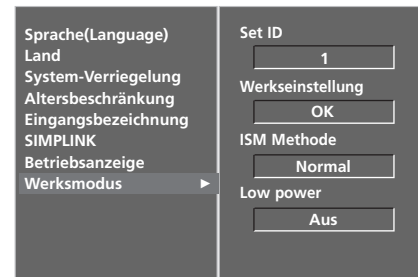 Sprache(Language)
Land
System-Verriegelung
Altersbeschränkung
Eingangsbezeichnung
SIMPLINK
Betriebsanzeige
Werksmodus ►
Set ID
1
Werkseinstellung
OK
ISM Methode
Normal
Low power
Aus